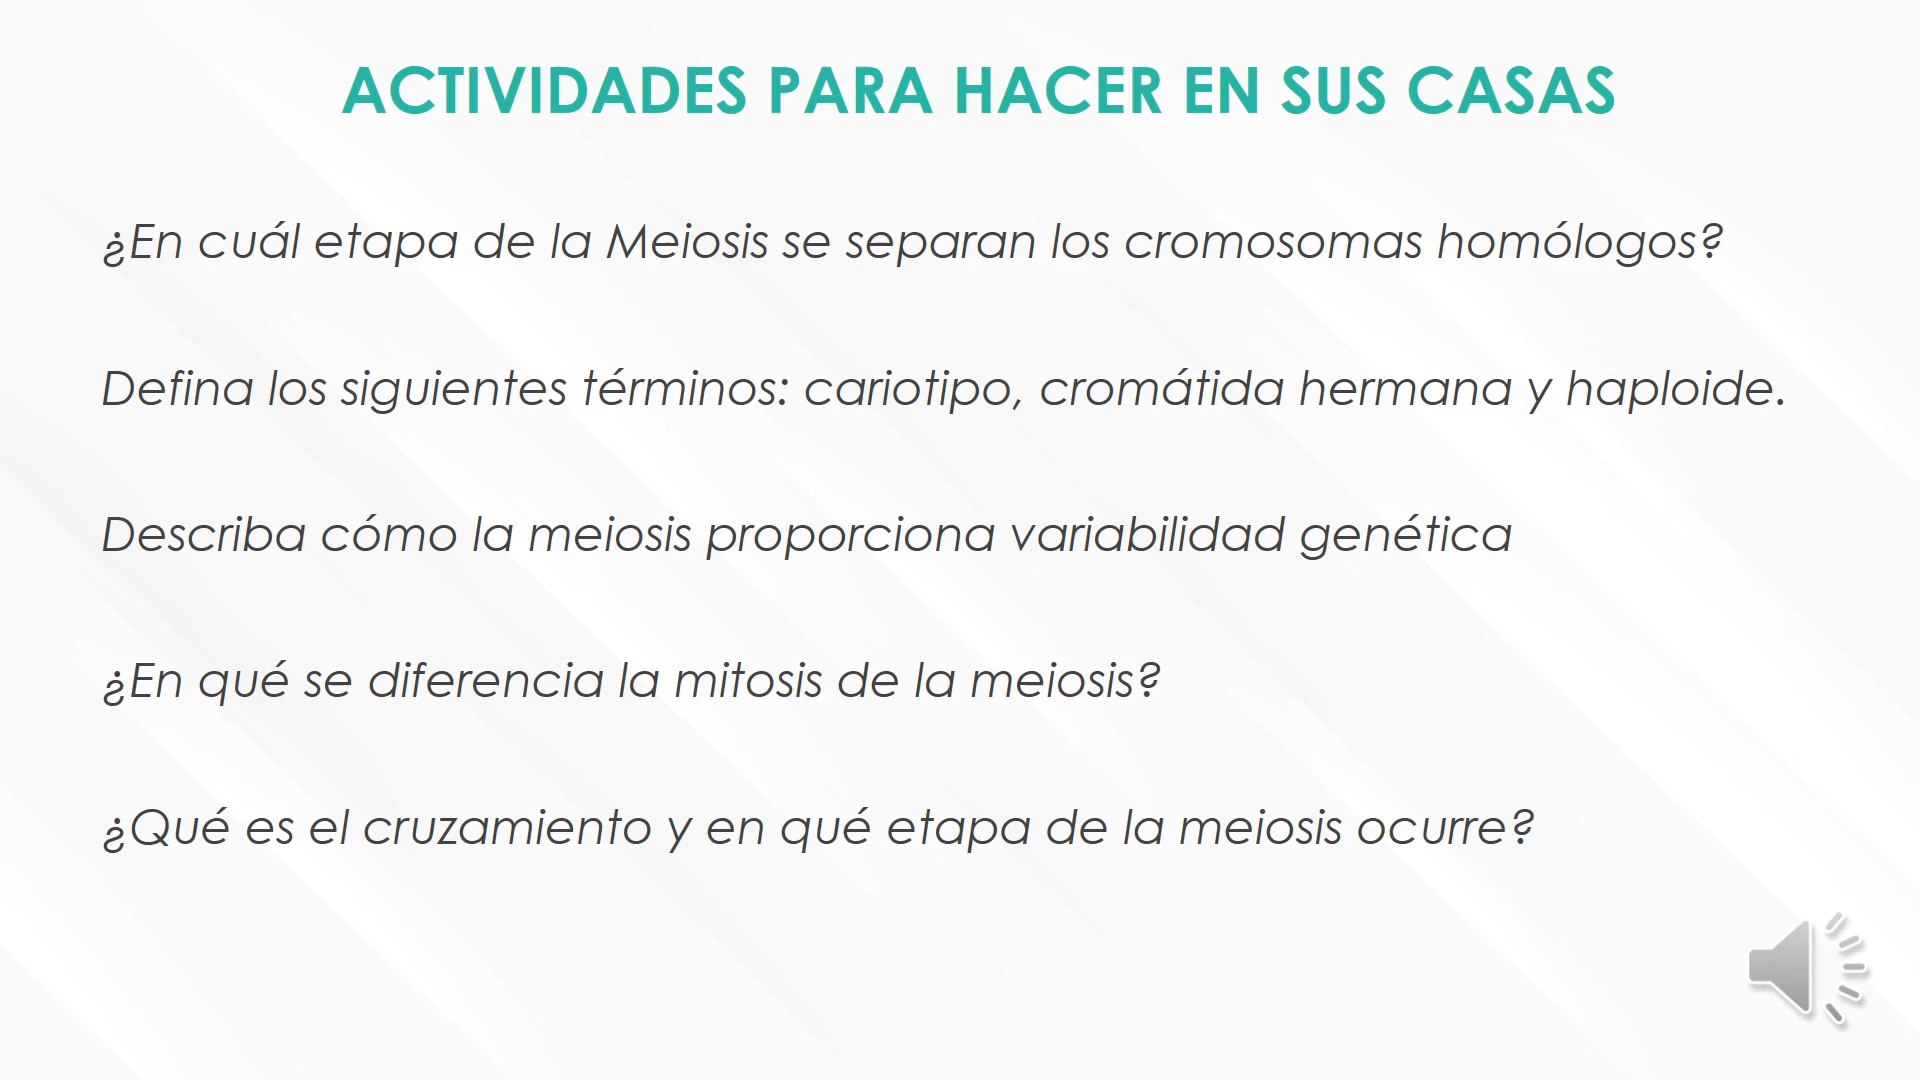 ACTIVIDADES PARA HACER EN SUS CASAS
¿En cuál etapa de la Meiosis se separan los cromosomas homólogos?
Defina los siguientes términos: cariotipo, cromátida hermana y haploide.
Describa cómo la meiosis proporciona variabilidad genética
¿En qué se diferencia la mitosis de la meiosis?
¿Qué es el cruzamiento y en qué etapa de la meiosis ocurre?